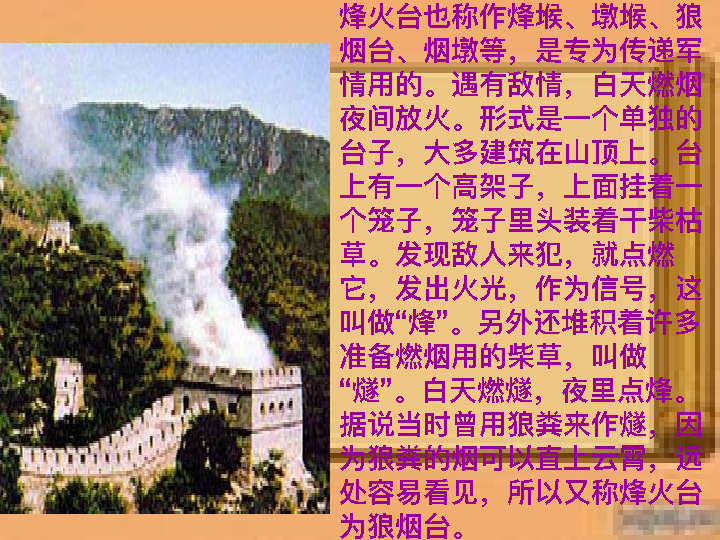 烽火台也称作烽堠、墩堠、狼
烟台、烟墩等，是专为传递军
情用的。遇有敌情，白天燃烟
夜间放火。形式是一个单独的
台子，大多建筑在山顶上。台
上有一个高架子，上面挂着一
个笼子，笼子里头装着干柴枯
草。发现敌人来犯，就点燃
它，发出火光，作为信号，这
叫做“烽”。另外还堆积着许多
准备燃烟用的柴草，叫做
“燧”。白天燃燧，夜里点烽。
据说当时曾用狼粪来作燧，因
为狼粪的烟可以直上云霄，远
处容易看见，所以又称烽火台
为狼烟台。